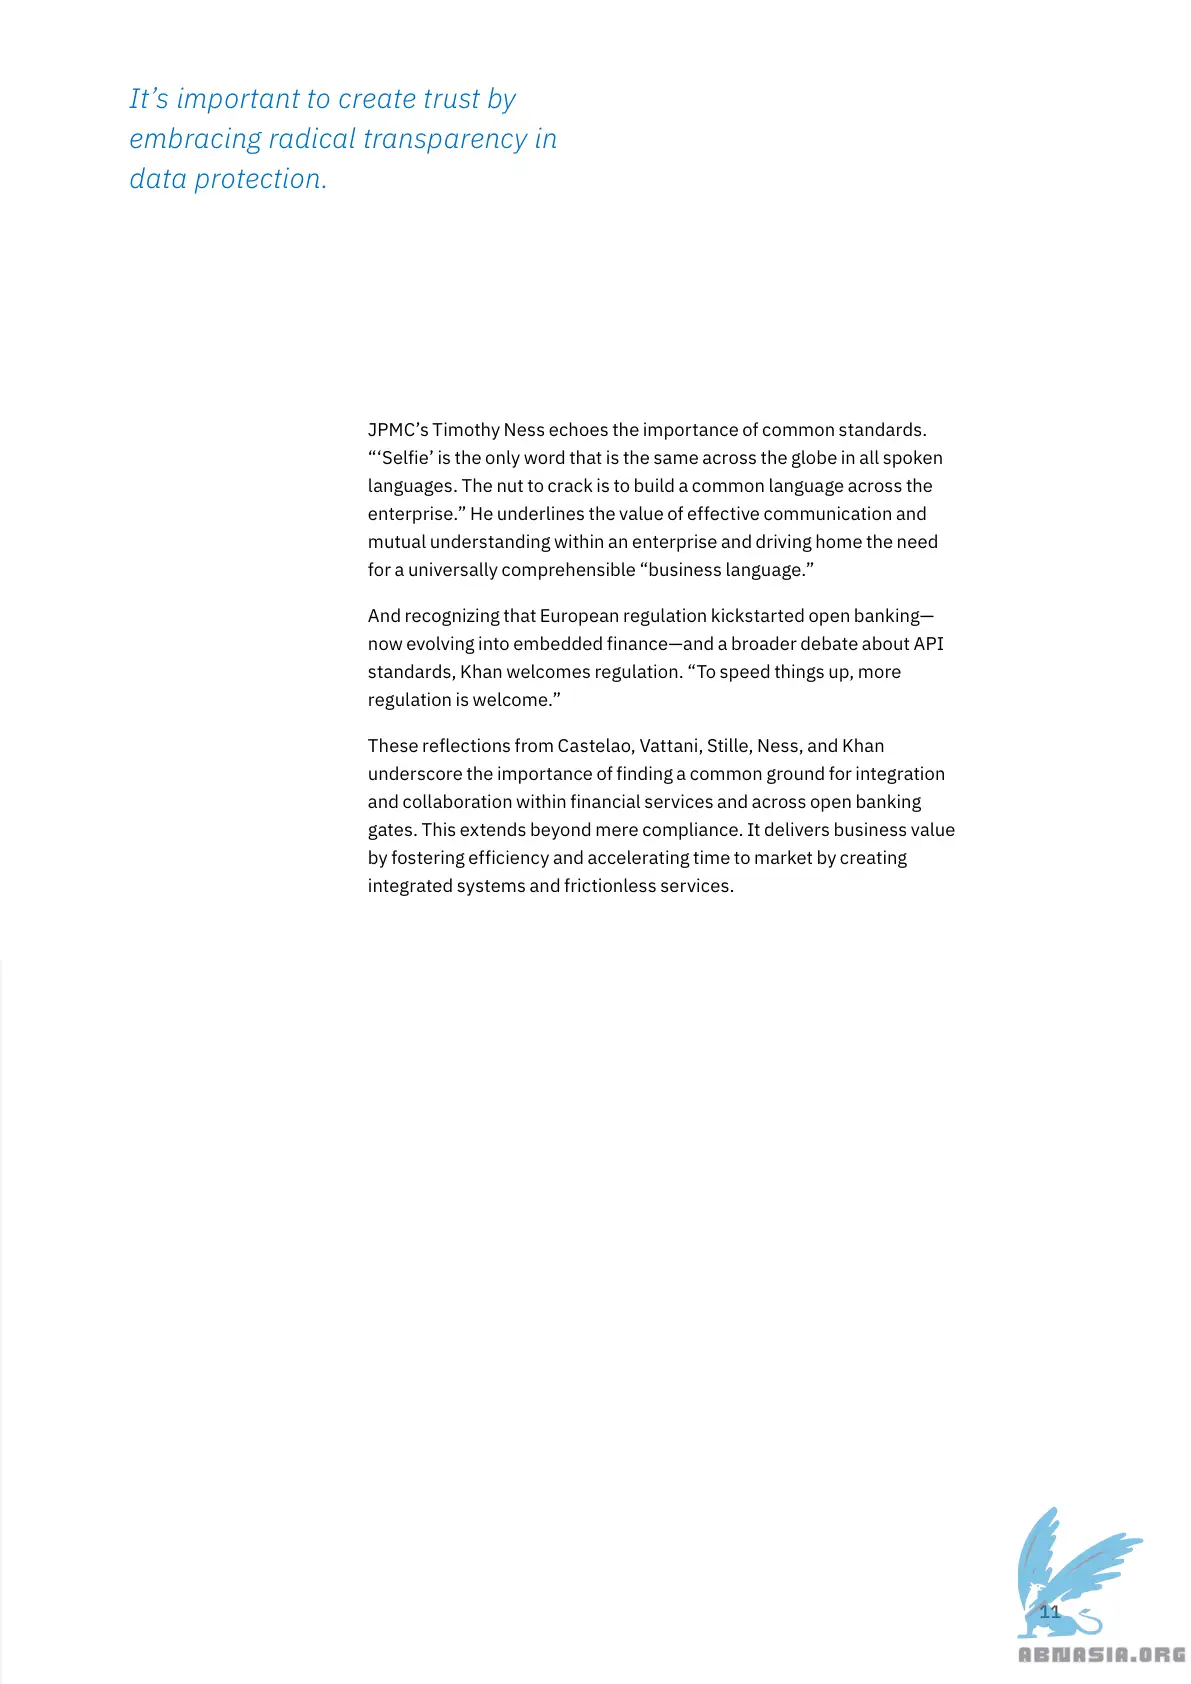 It’s important to create trust by
embracing radical transparency in
data protection.
JPMC’s Timothy Ness echoes the importance of common standards.
“‘Selfie’ is the only word that is the same across the globe in all spoken
languages. The nut to crack is to build a common language across the
enterprise.” He underlines the value of effective communication and
mutual understanding within an enterprise and driving home the need
for a universally comprehensible “business language.”
And recognizing that European regulation kickstarted open banking—
now evolving into embedded finance—and a broader debate about API
standards, Khan welcomes regulation. “To speed things up, more
regulation is welcome.”
These reflections from Castelao, Vattani, Stille, Ness, and Khan
underscore the importance of finding a common ground for integration
and collaboration within financial services and across open banking
gates. This extends beyond mere compliance. It delivers business value
by fostering efficiency and accelerating time to market by creating
integrated systems and frictionless services.
11
ABNASIA.ORG